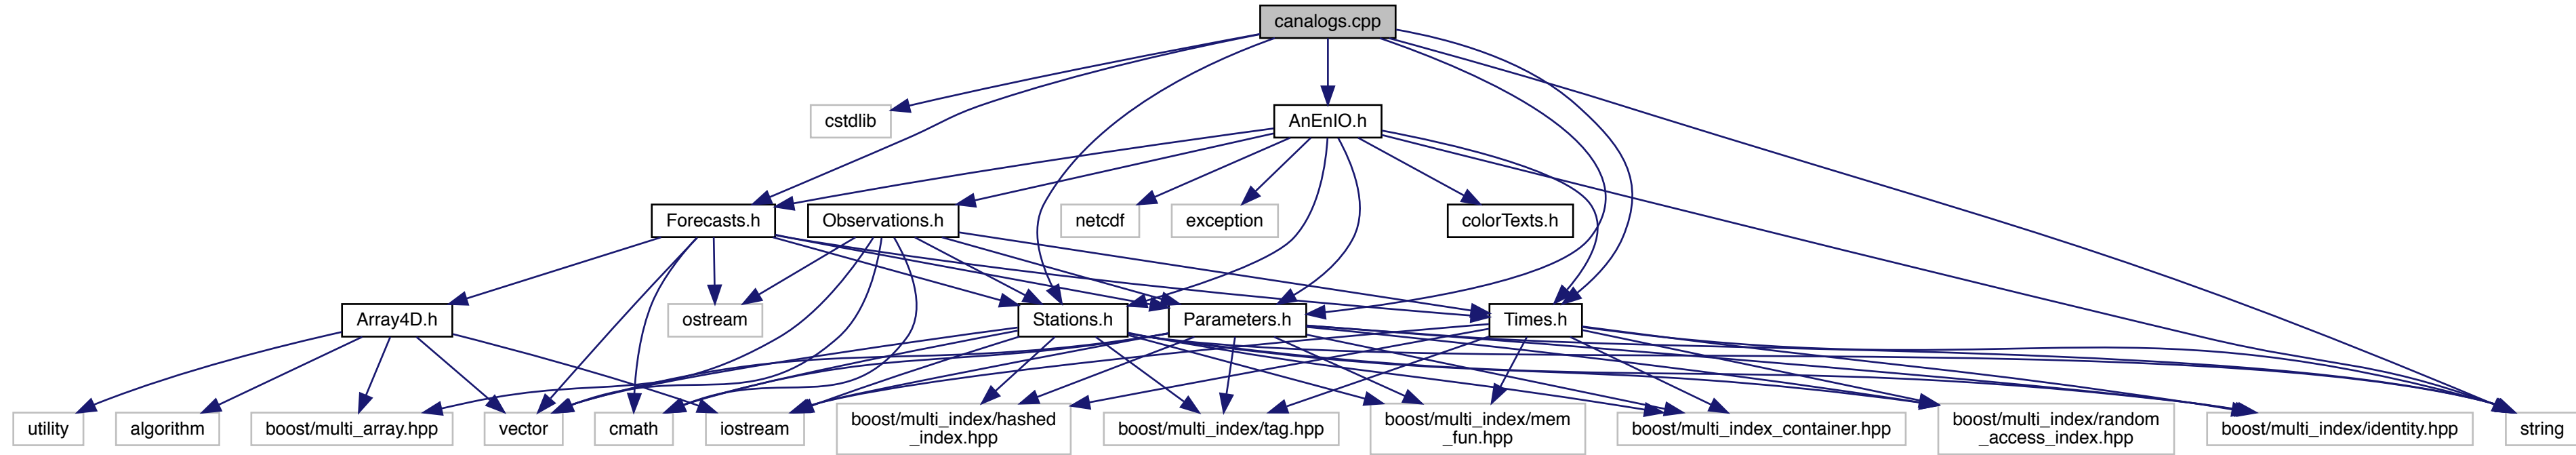 canalogs.cpp
cstdlib
AnEnIO.h
Forecasts.h
Observations.h
netcdf
exception
colorTexts.h
Array4D.h
ostream
Stations.h
Parameters.h
Times.h
utility
algorithm
boost/multi_array.hpp
vector
cmath
iostream
boost/multi_index/hashed
_index.hpp
boost/multi_index/tag.hpp
boost/multi_index/mem
_fun.hpp
boost/multi_index_container.hpp
boost/multi_index/random
_access_index.hpp
boost/multi_index/identity.hpp
string